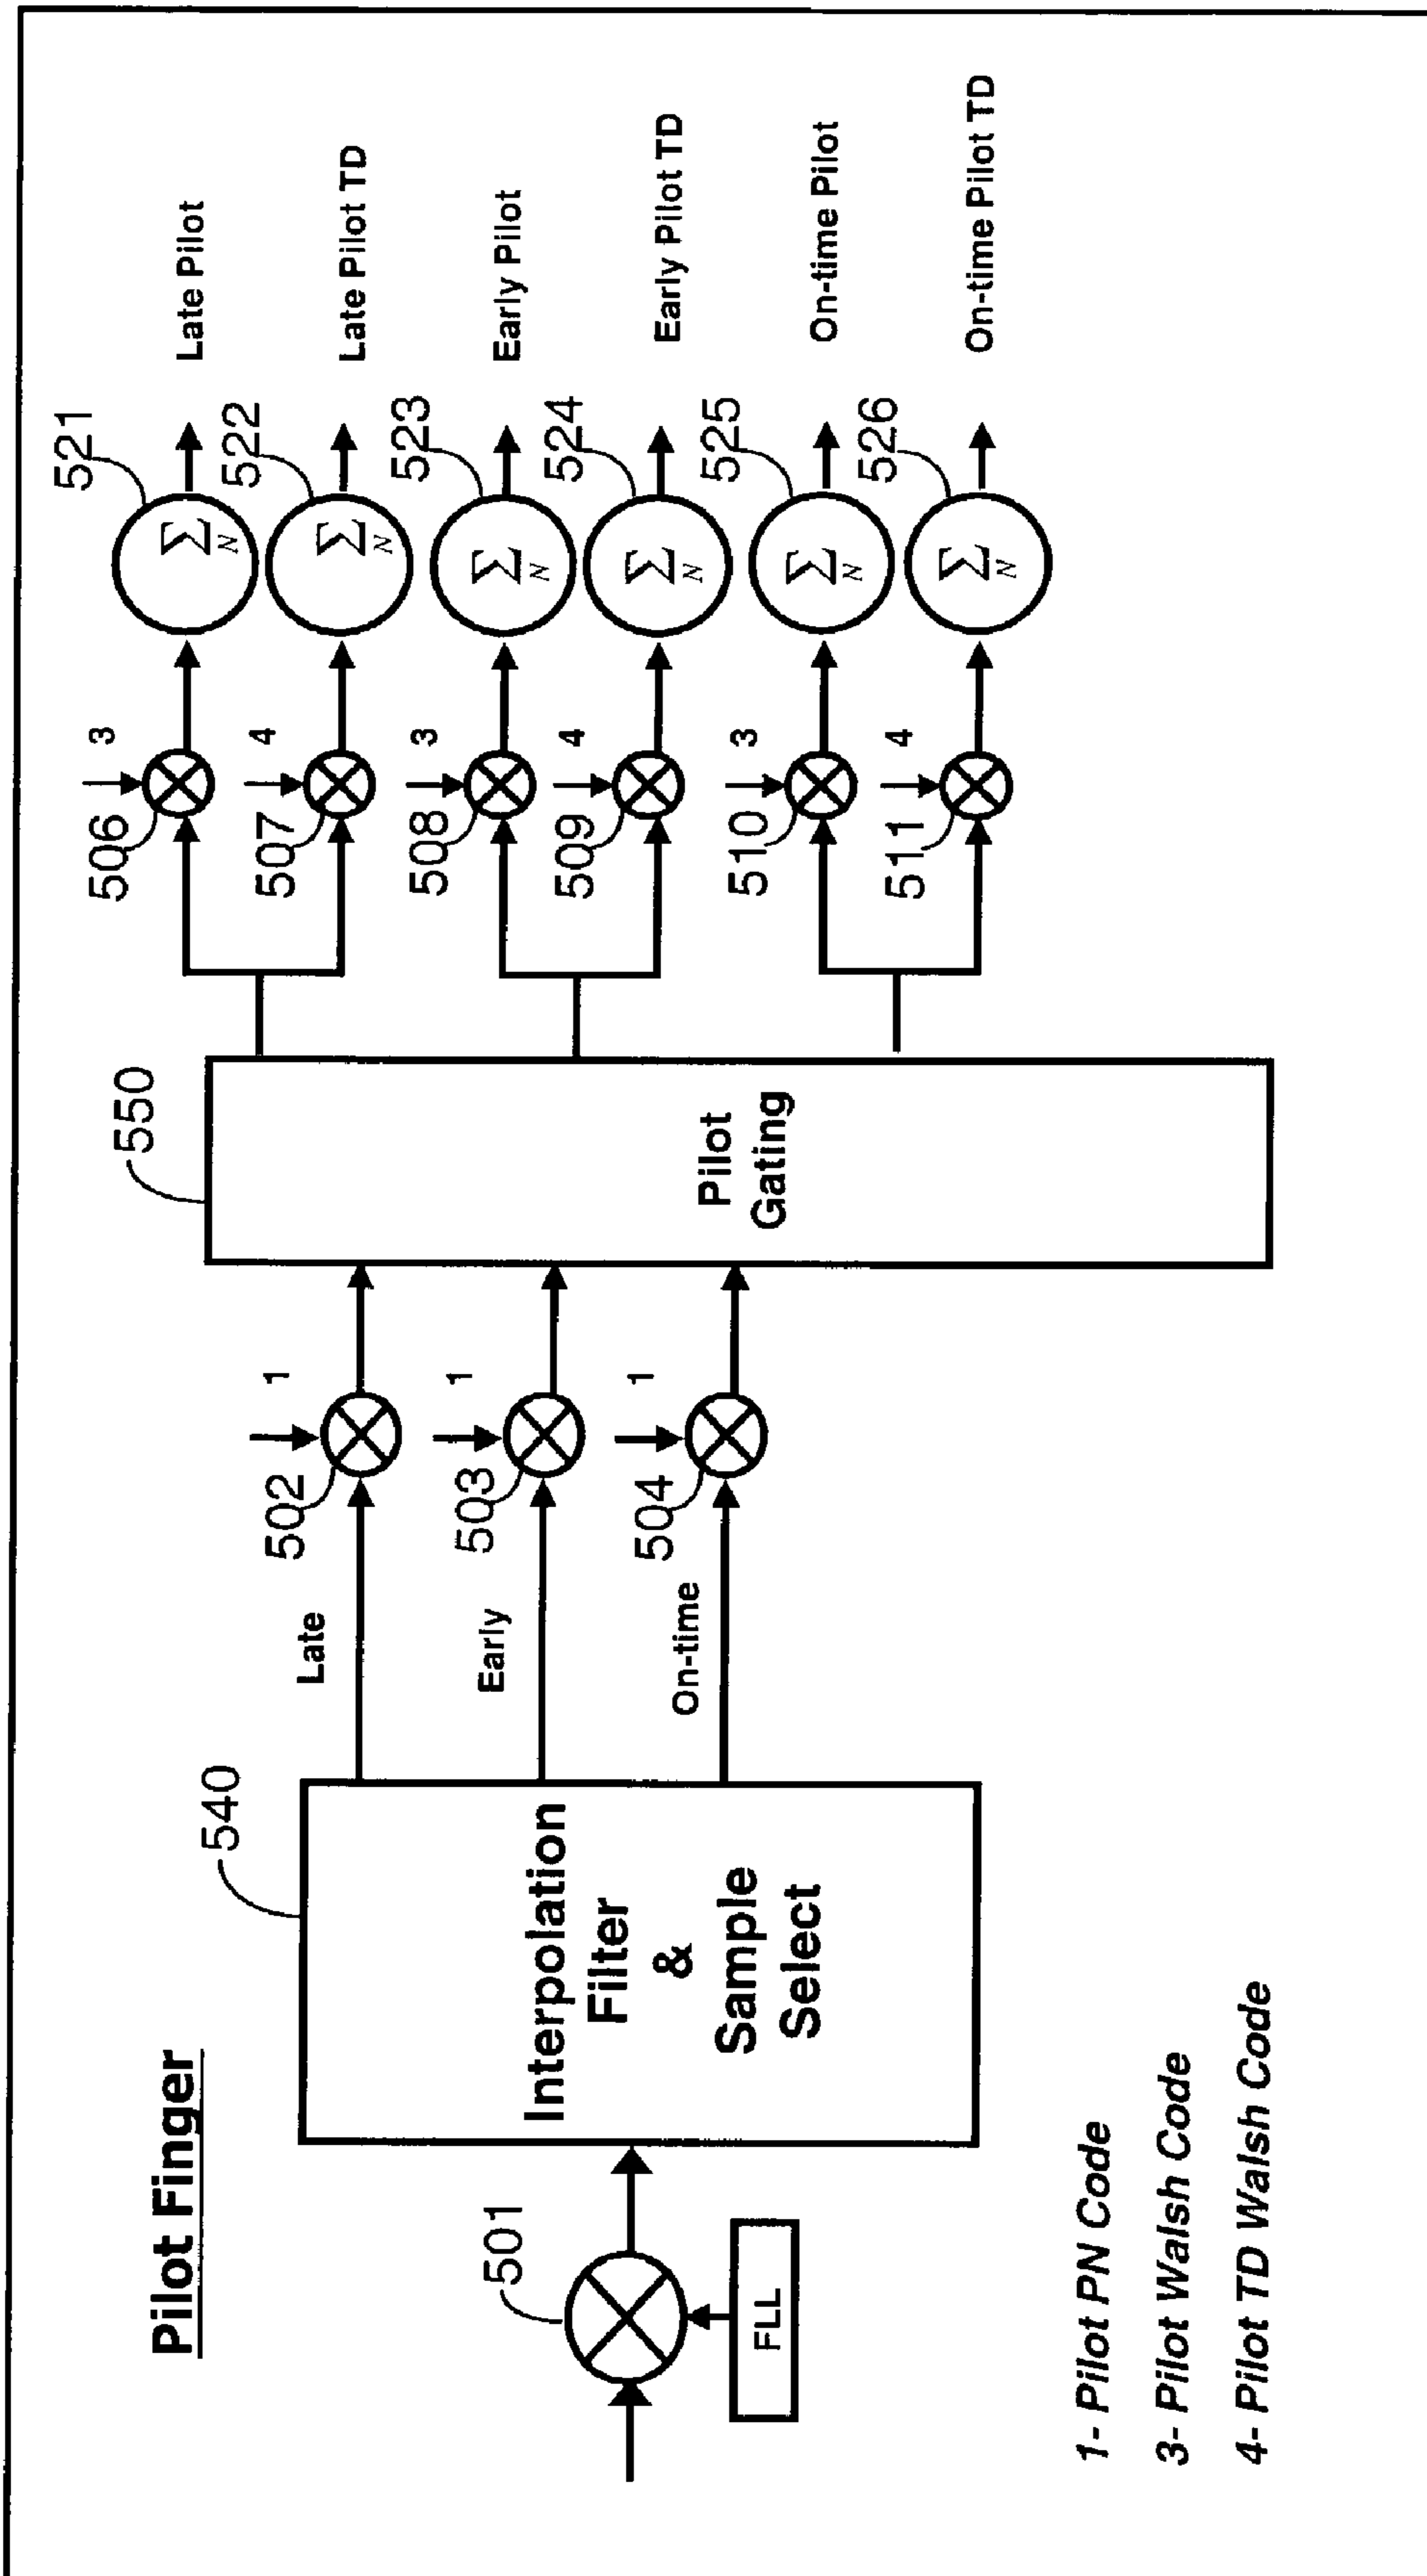 Pilot Finger
501
FLL
540
Interpolation
Filter
&
Sample
Select
Late
Early
On-time
502
1
503
1
504
1
550
Pilot
Gating
506
3
507
4
508
3
509
4
510
3
511
4
521
Σ
N
522
Σ
N
523
Σ
N
524
Σ
N
525
Σ
N
526
Σ
N
Late Pilot
Late Pilot TD
Early Pilot
Early Pilot TD
On-time Pilot
On-time Pilot TD
1- Pilot PN Code
3- Pilot Walsh Code
4- Pilot TD Walsh Code